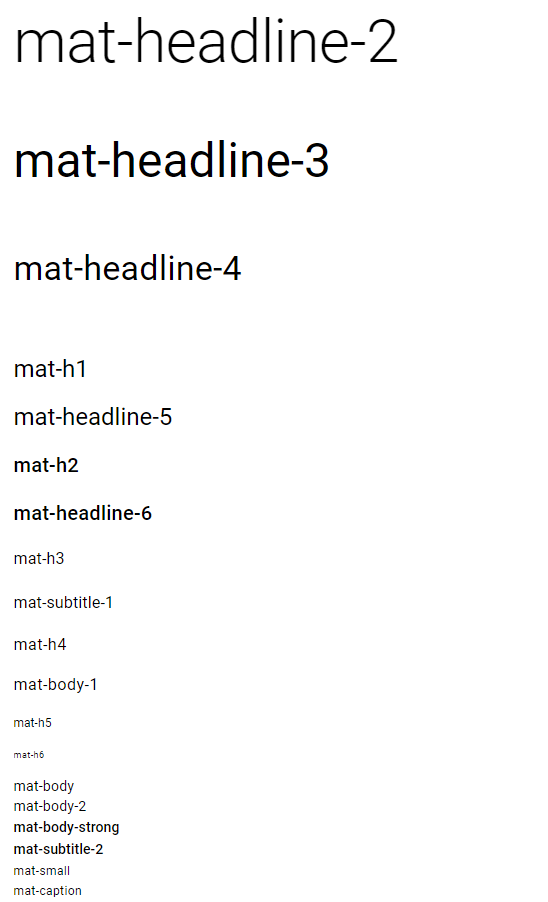 mat-headline-2
mat-headline-3
mat-headline-4
mat-h1
mat-headline-5
mat-h2
mat-headline-6
mat-h3
mat-subtitle-1
mat-h4
mat-body-1
mat-h5
mat-h6
mat-body
mat-body-2
mat-body-strong
mat-subtitle-2
mat-small
mat-caption